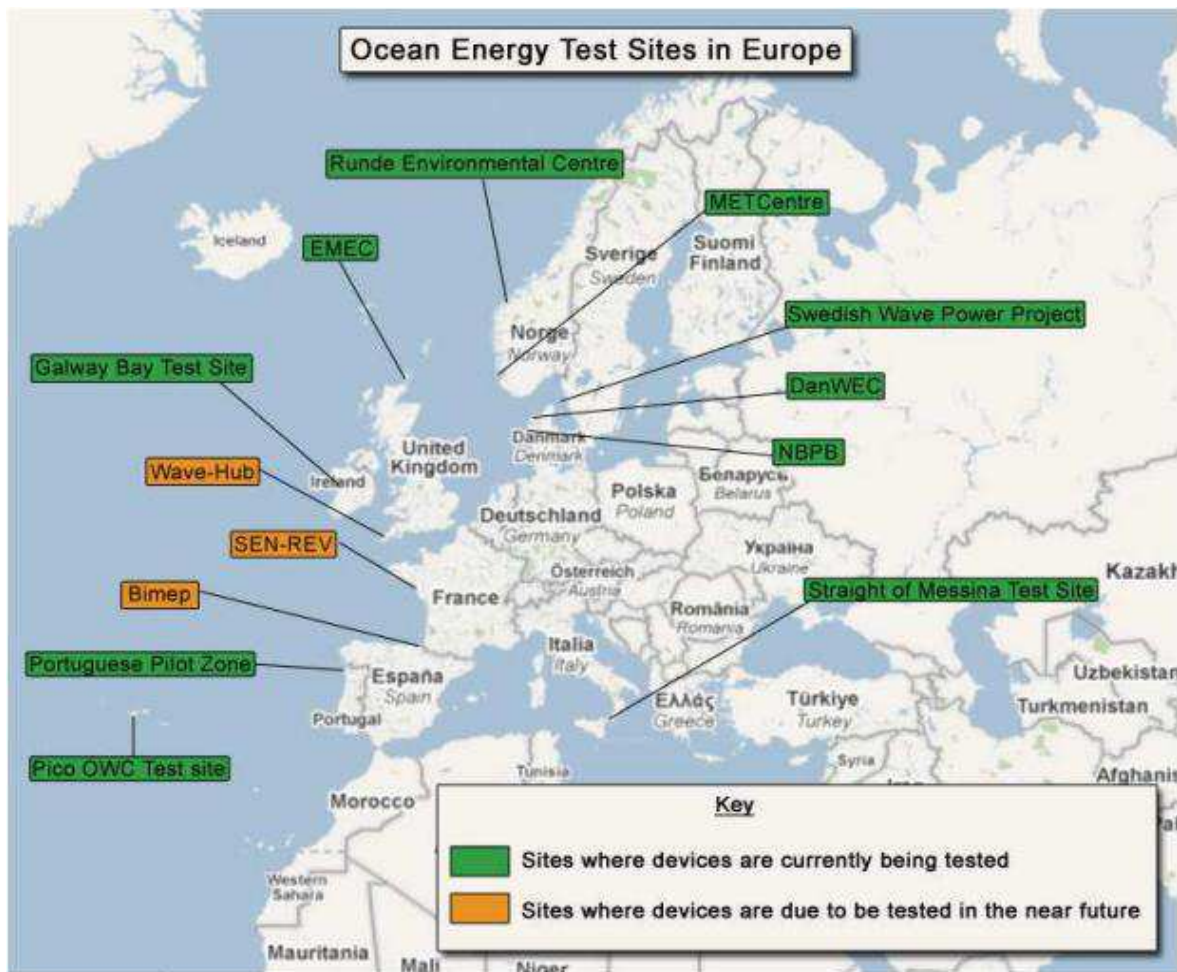 Ocean Energy Test Sites in Europe
Runde Environmental Centre
METCentre
Iceland
EMEC
Sverige
Sweden
Suomi
Finland
Swedish Wave Power Project
Norge
Norway
Galway Bay Test Site
DanWEC
Danmark
Denmark
NBPB
United
Kingdom
Wave-Hub
Ireland
Беларусь
Belarus
Polska
Poland
Deutschland
Germany
SEN-REV
Україна
Ukraine
Österreich
Austria
Kazakh
Bimep
France
Straight of Messina Test Site
România
Romania
Italia
Italy
Portuguese Pilot Zone
España
Spain
Uzbekistan
Ελλάς
Greece
Türkiye
Turkey
Turkmenistan
Portugal
Pico OWC Test site
Tunisia
Syria
Afghanis
Morocco
Key
Sites where devices are currently being tested
Western
Sahara
Sites where devices are due to be tested in the near future
Mauritania
Mali
Niger